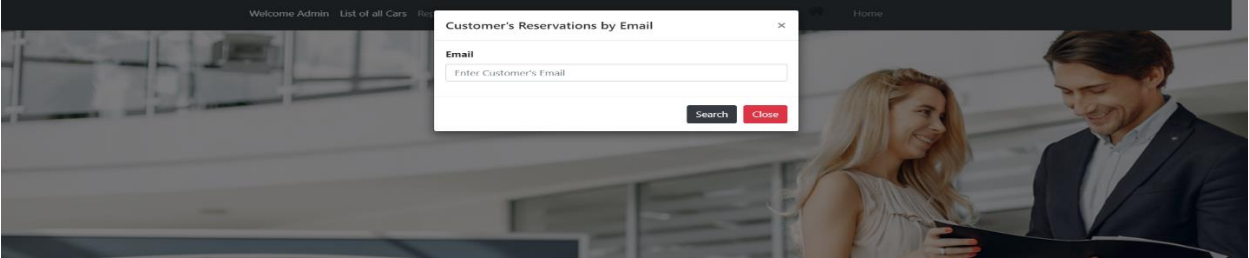 Welcome Admin List of all Cars
Home
Customer's Reservations by Email ×
Email
Enter Customer's Email
Search Close